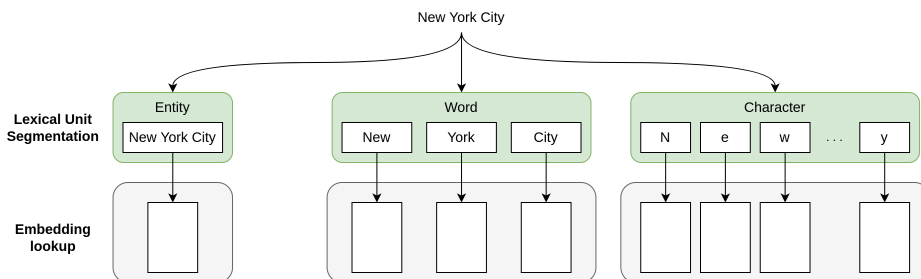 New York City
Entity
Word
Character
Lexical Unit
Segmentation
New York City
New
York
City
N
e
w
...
y
Embedding
lookup